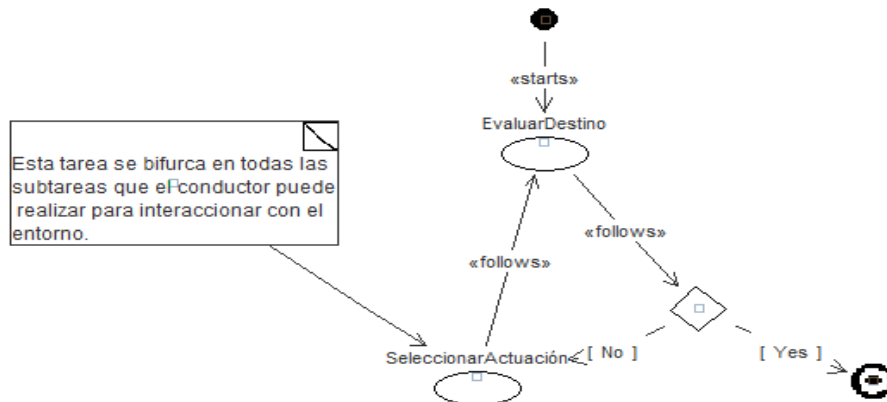 «starts»
EvaluarDestino
Esta tarea se bifurca en todas las
subtareas que el conductor puede
realizar para interaccionar con el
entorno.
«follows»
«follows»
SeleccionarActuación
[ No ]
[ Yes ]